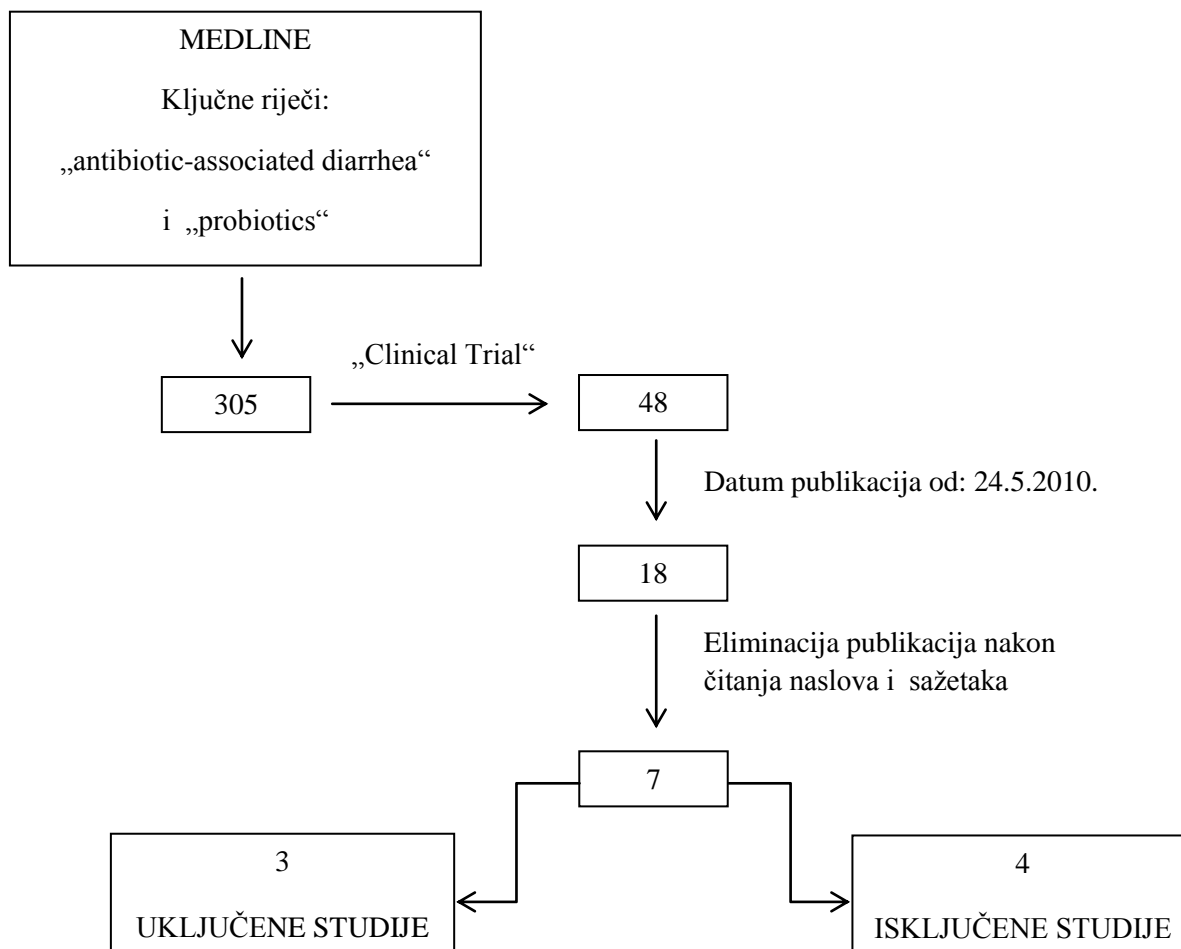 MEDLINE
Ključne riječi:
„antibiotic-associated diarrhea“
i „probiotics“
„Clinical Trial“
305
48
Datum publikacija od: 24.5.2010.
18
Eliminacija publikacija nakon
čitanja naslova i sažetaka
7
3
UKLJUČENE STUDIJE
4
ISKLJUČENE STUDIJE